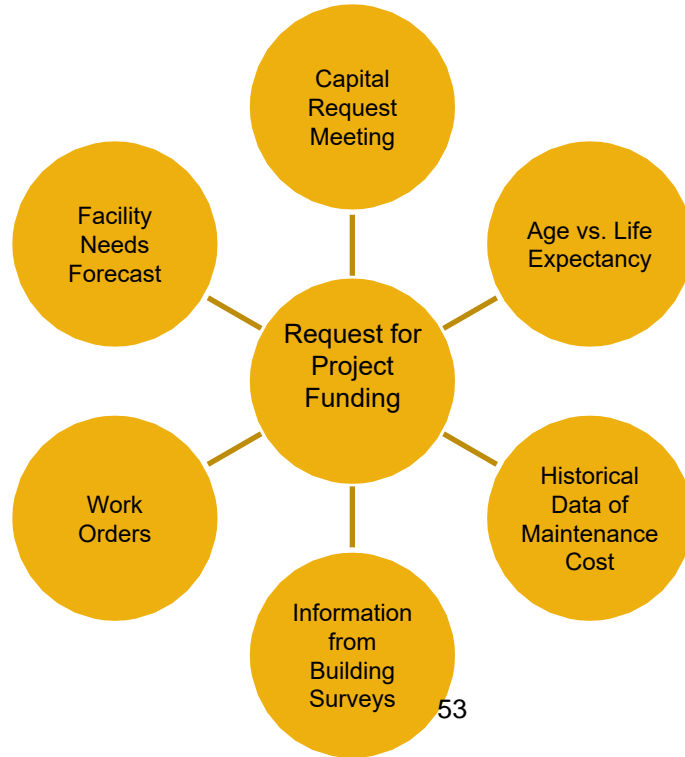 Capital
Request
Meeting
Facility
Needs
Forecast
Age vs. Life
Expectancy
Request for
Project
Funding
Work
Orders
Historical
Data of
Maintenance
Cost
Information
from
Building
Surveys
53